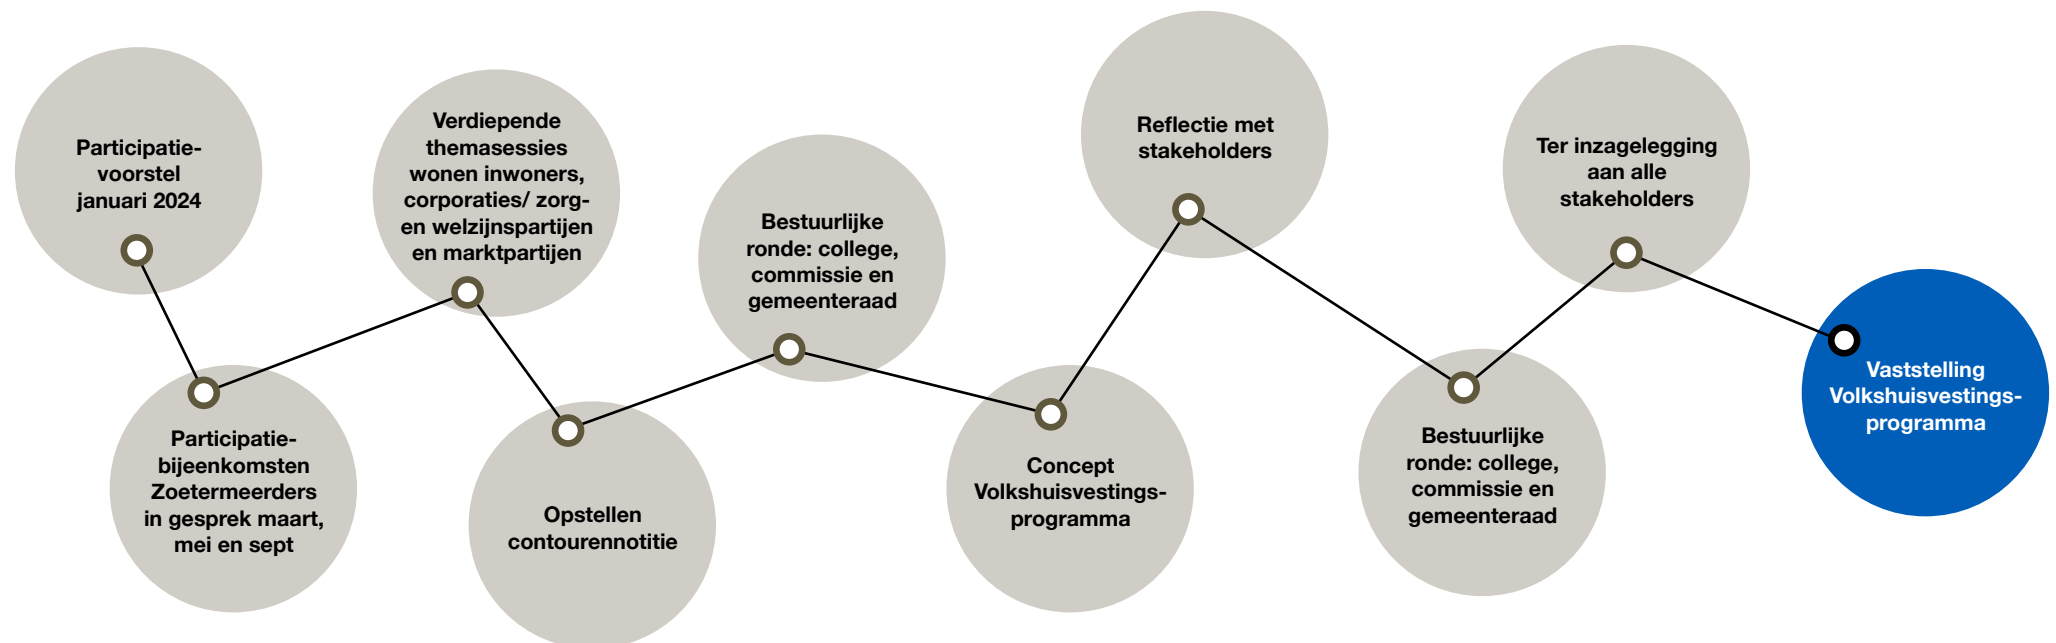 Participatie-
voorstel
januari 2024
Participatie-
bijeenkomsten
Zoetermeerders
in gesprek maart,
mei en sept
Verdiepende
themasessies
wonen inwoners,
corporaties/ zorg-
en welzijnspartijen
en marktpartijen
Opstellen
contourennotitie
Bestuurlijke
ronde: college,
commissie en
gemeenteraad
Concept
Volkshuisvestings-
programma
Reflectie met
stakeholders
Bestuurlijke
ronde: college,
commissie en
gemeenteraad
Ter inzagelegging
aan alle
stakeholders
Vaststelling
Volkshuisvestings-
programma